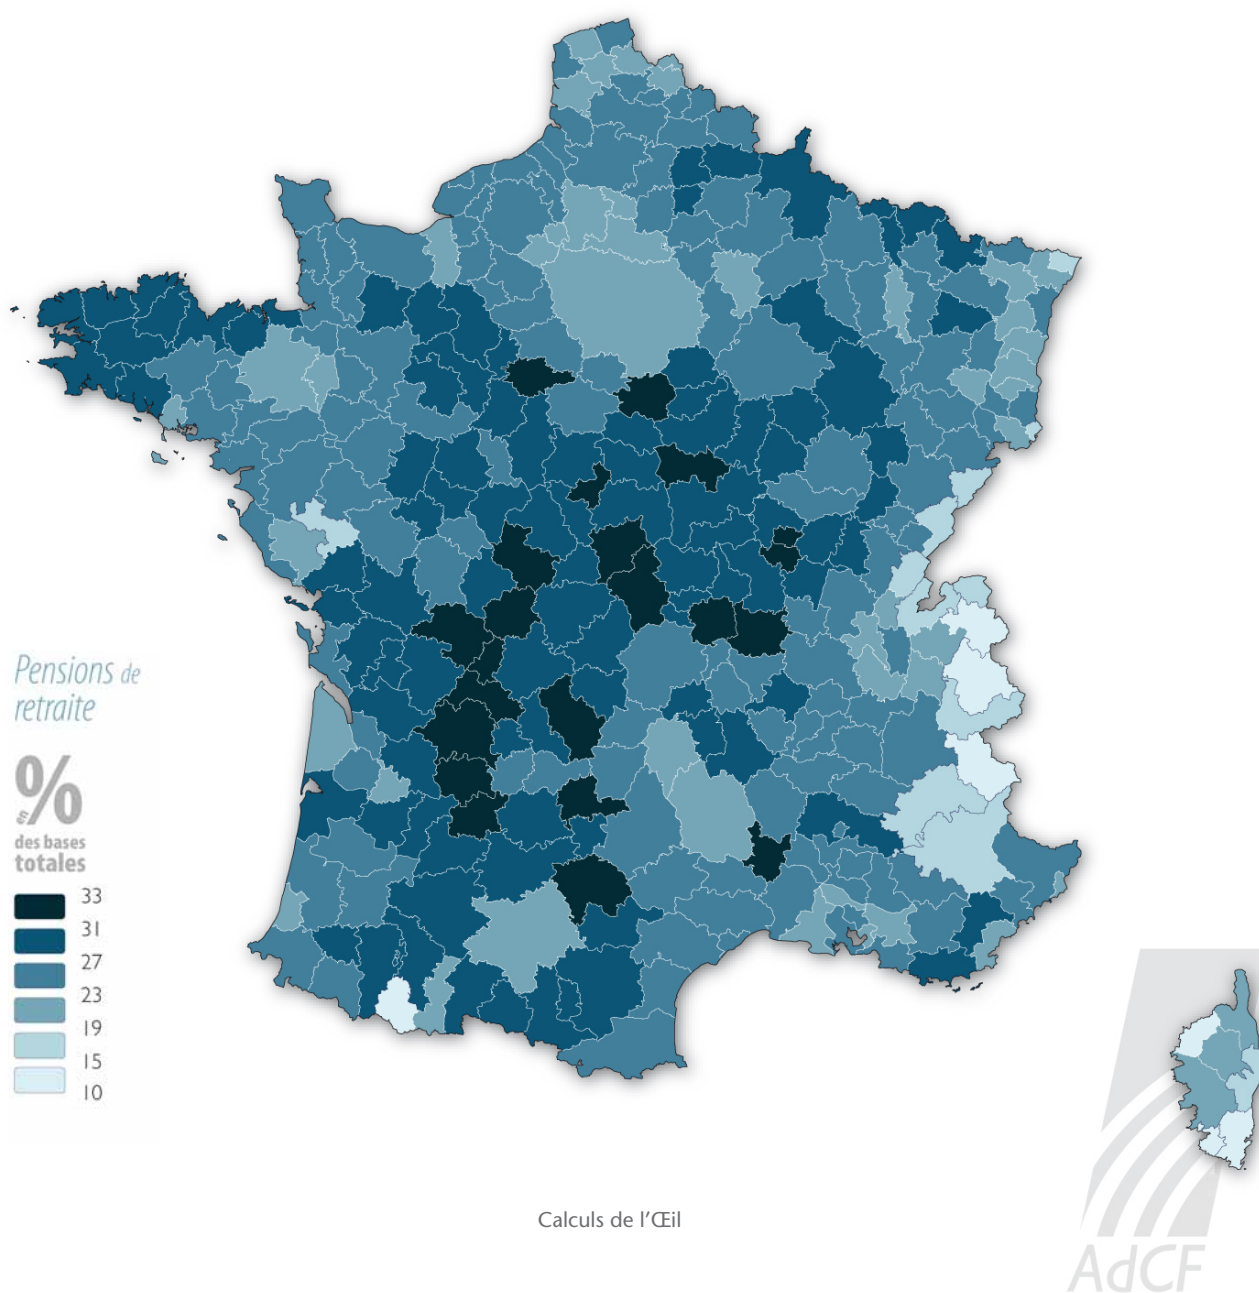 Pensions de
retraite
%
en
des bases
totales
33
31
27
23
19
15
10
Calculs de l'Œil
AdCF